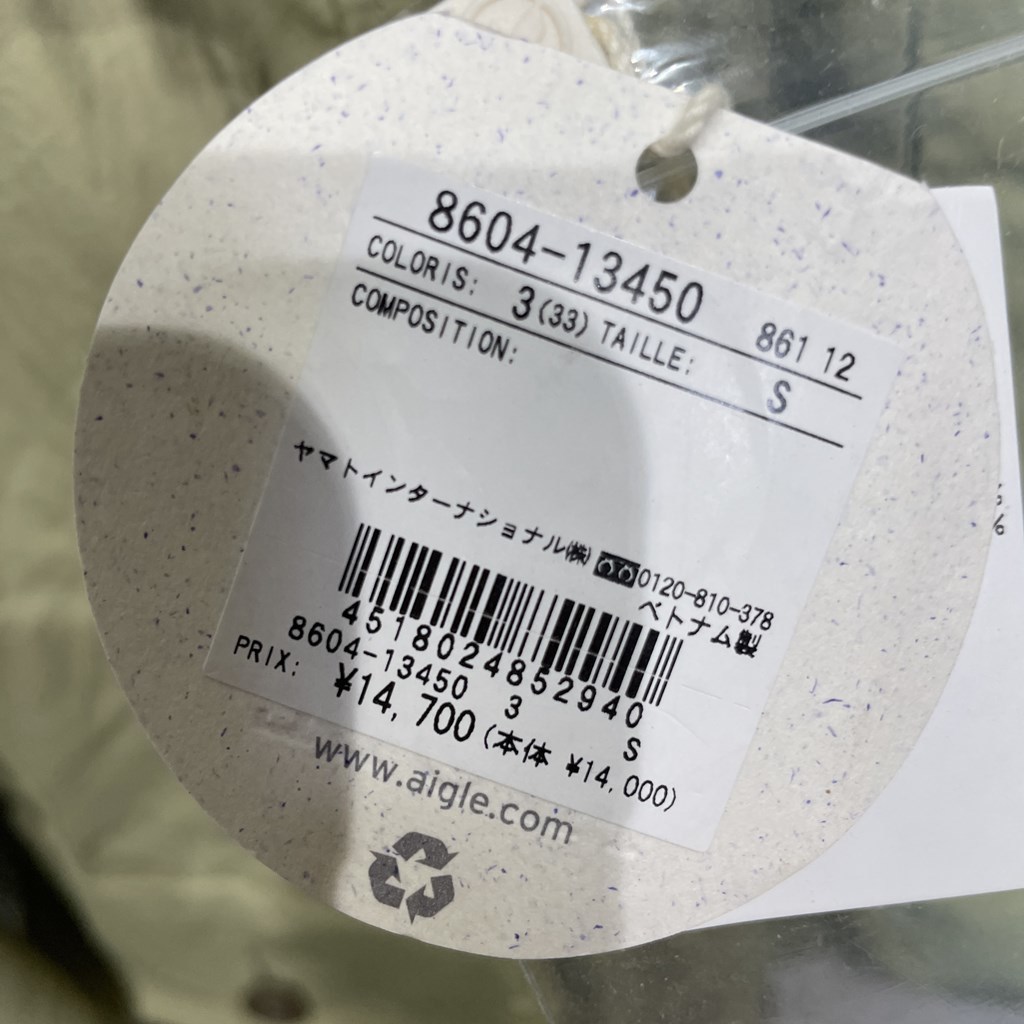 8604-13450 861 12
COLORIS: 3(33) TAILLE: S
COMPOSITION:
ヤマトインターナショナル㈱ 0120-810-378
ベトナム製
4518024852940
8604-13450 3 S
PRIX: ¥14,700(本体 ¥14,000)
www.aigle.com
%